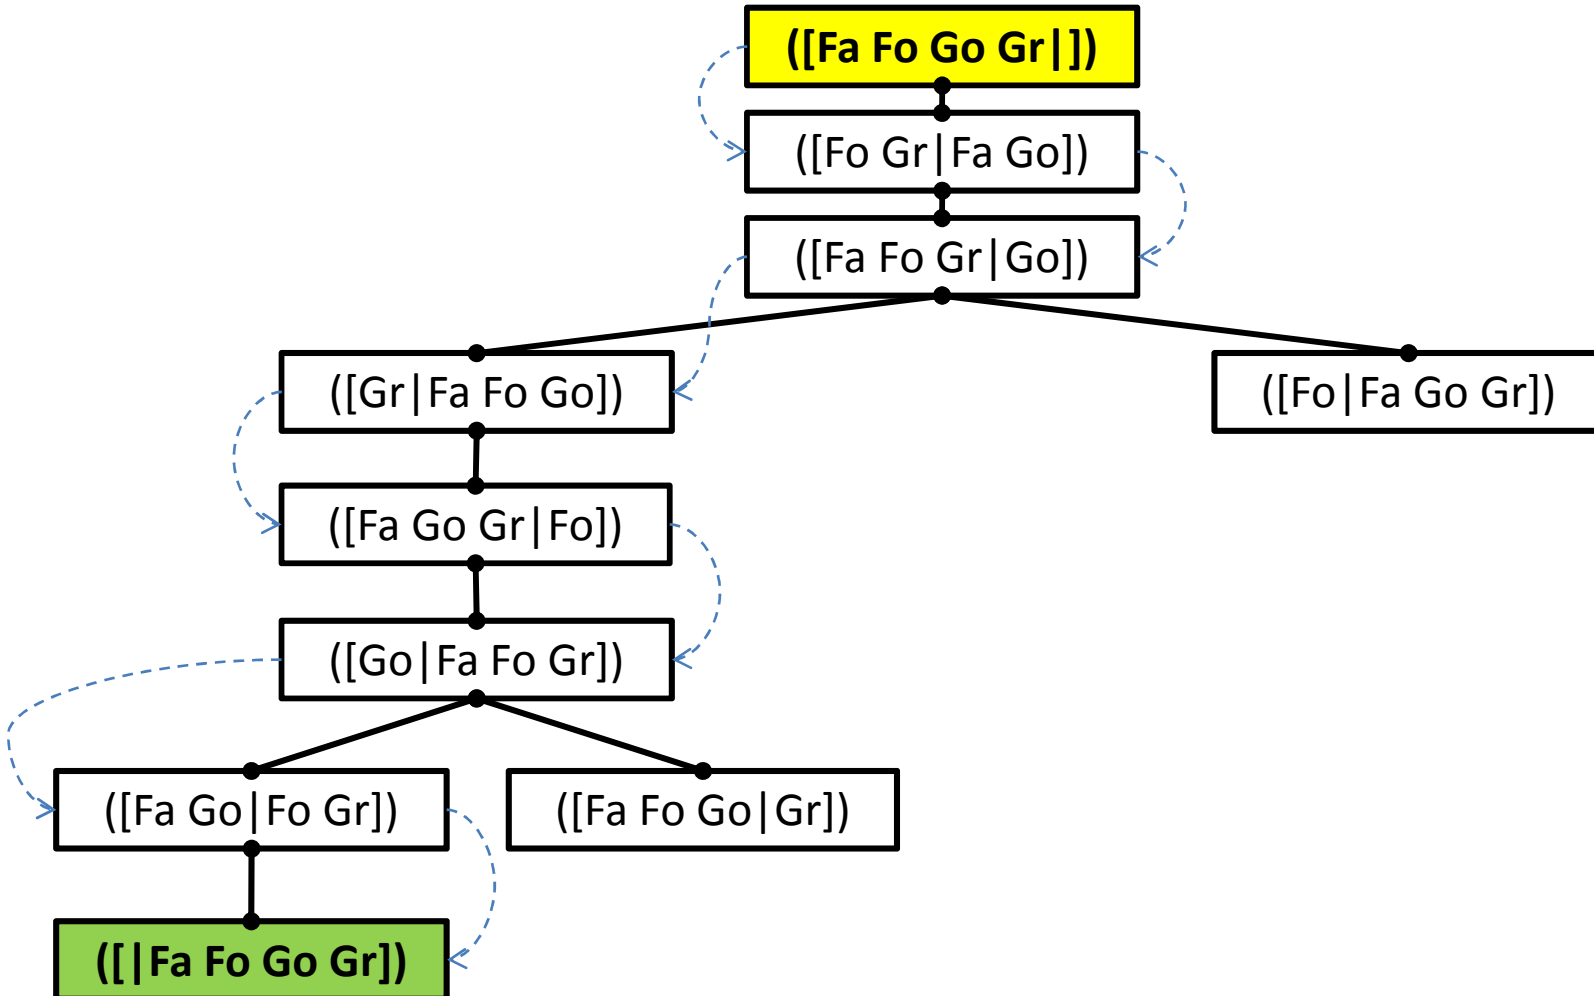 ([Fa Fo Go Gr|])
([Fo Gr|Fa Go])
([Fa Fo Gr|Go])
([Gr|Fa Fo Go])
([Fo|Fa Go Gr])
([Fa Go Gr|Fo])
([Go|Fa Fo Gr])
([Fa Go|Fo Gr])
([Fa Fo Go|Gr])
([|Fa Fo Go Gr])